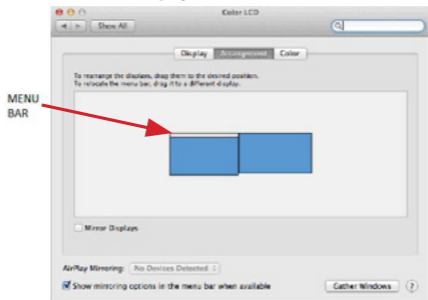 Color LCD
Show All
Display Arrangement Color
To rearrange the displays, drag them to the desired position.
To relocate the menu bar, drag it to a different display.
MENU
BAR
Mirror Displays
AirPlay Mirroring: No Devices Detected
Show mirroring options in the menu bar when available
Gather Windows ?